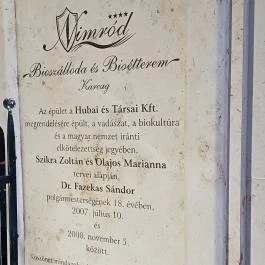 ★★★★
Nimród
Bioszálloda és Bioétterem
Karcag
Az épület a Hubai és Társai Kft.
megrendelésére épült, a vadászat, a biokultúra
és a magyar nemzet iránti
elkötelezettség jegyében,
Szikra Zoltán és Olajos Marianna
tervei alapján,
Dr. Fazekas Sándor
polgármesterségének 18. évében,
2007. július 10.
és
2008. november 5.
között.